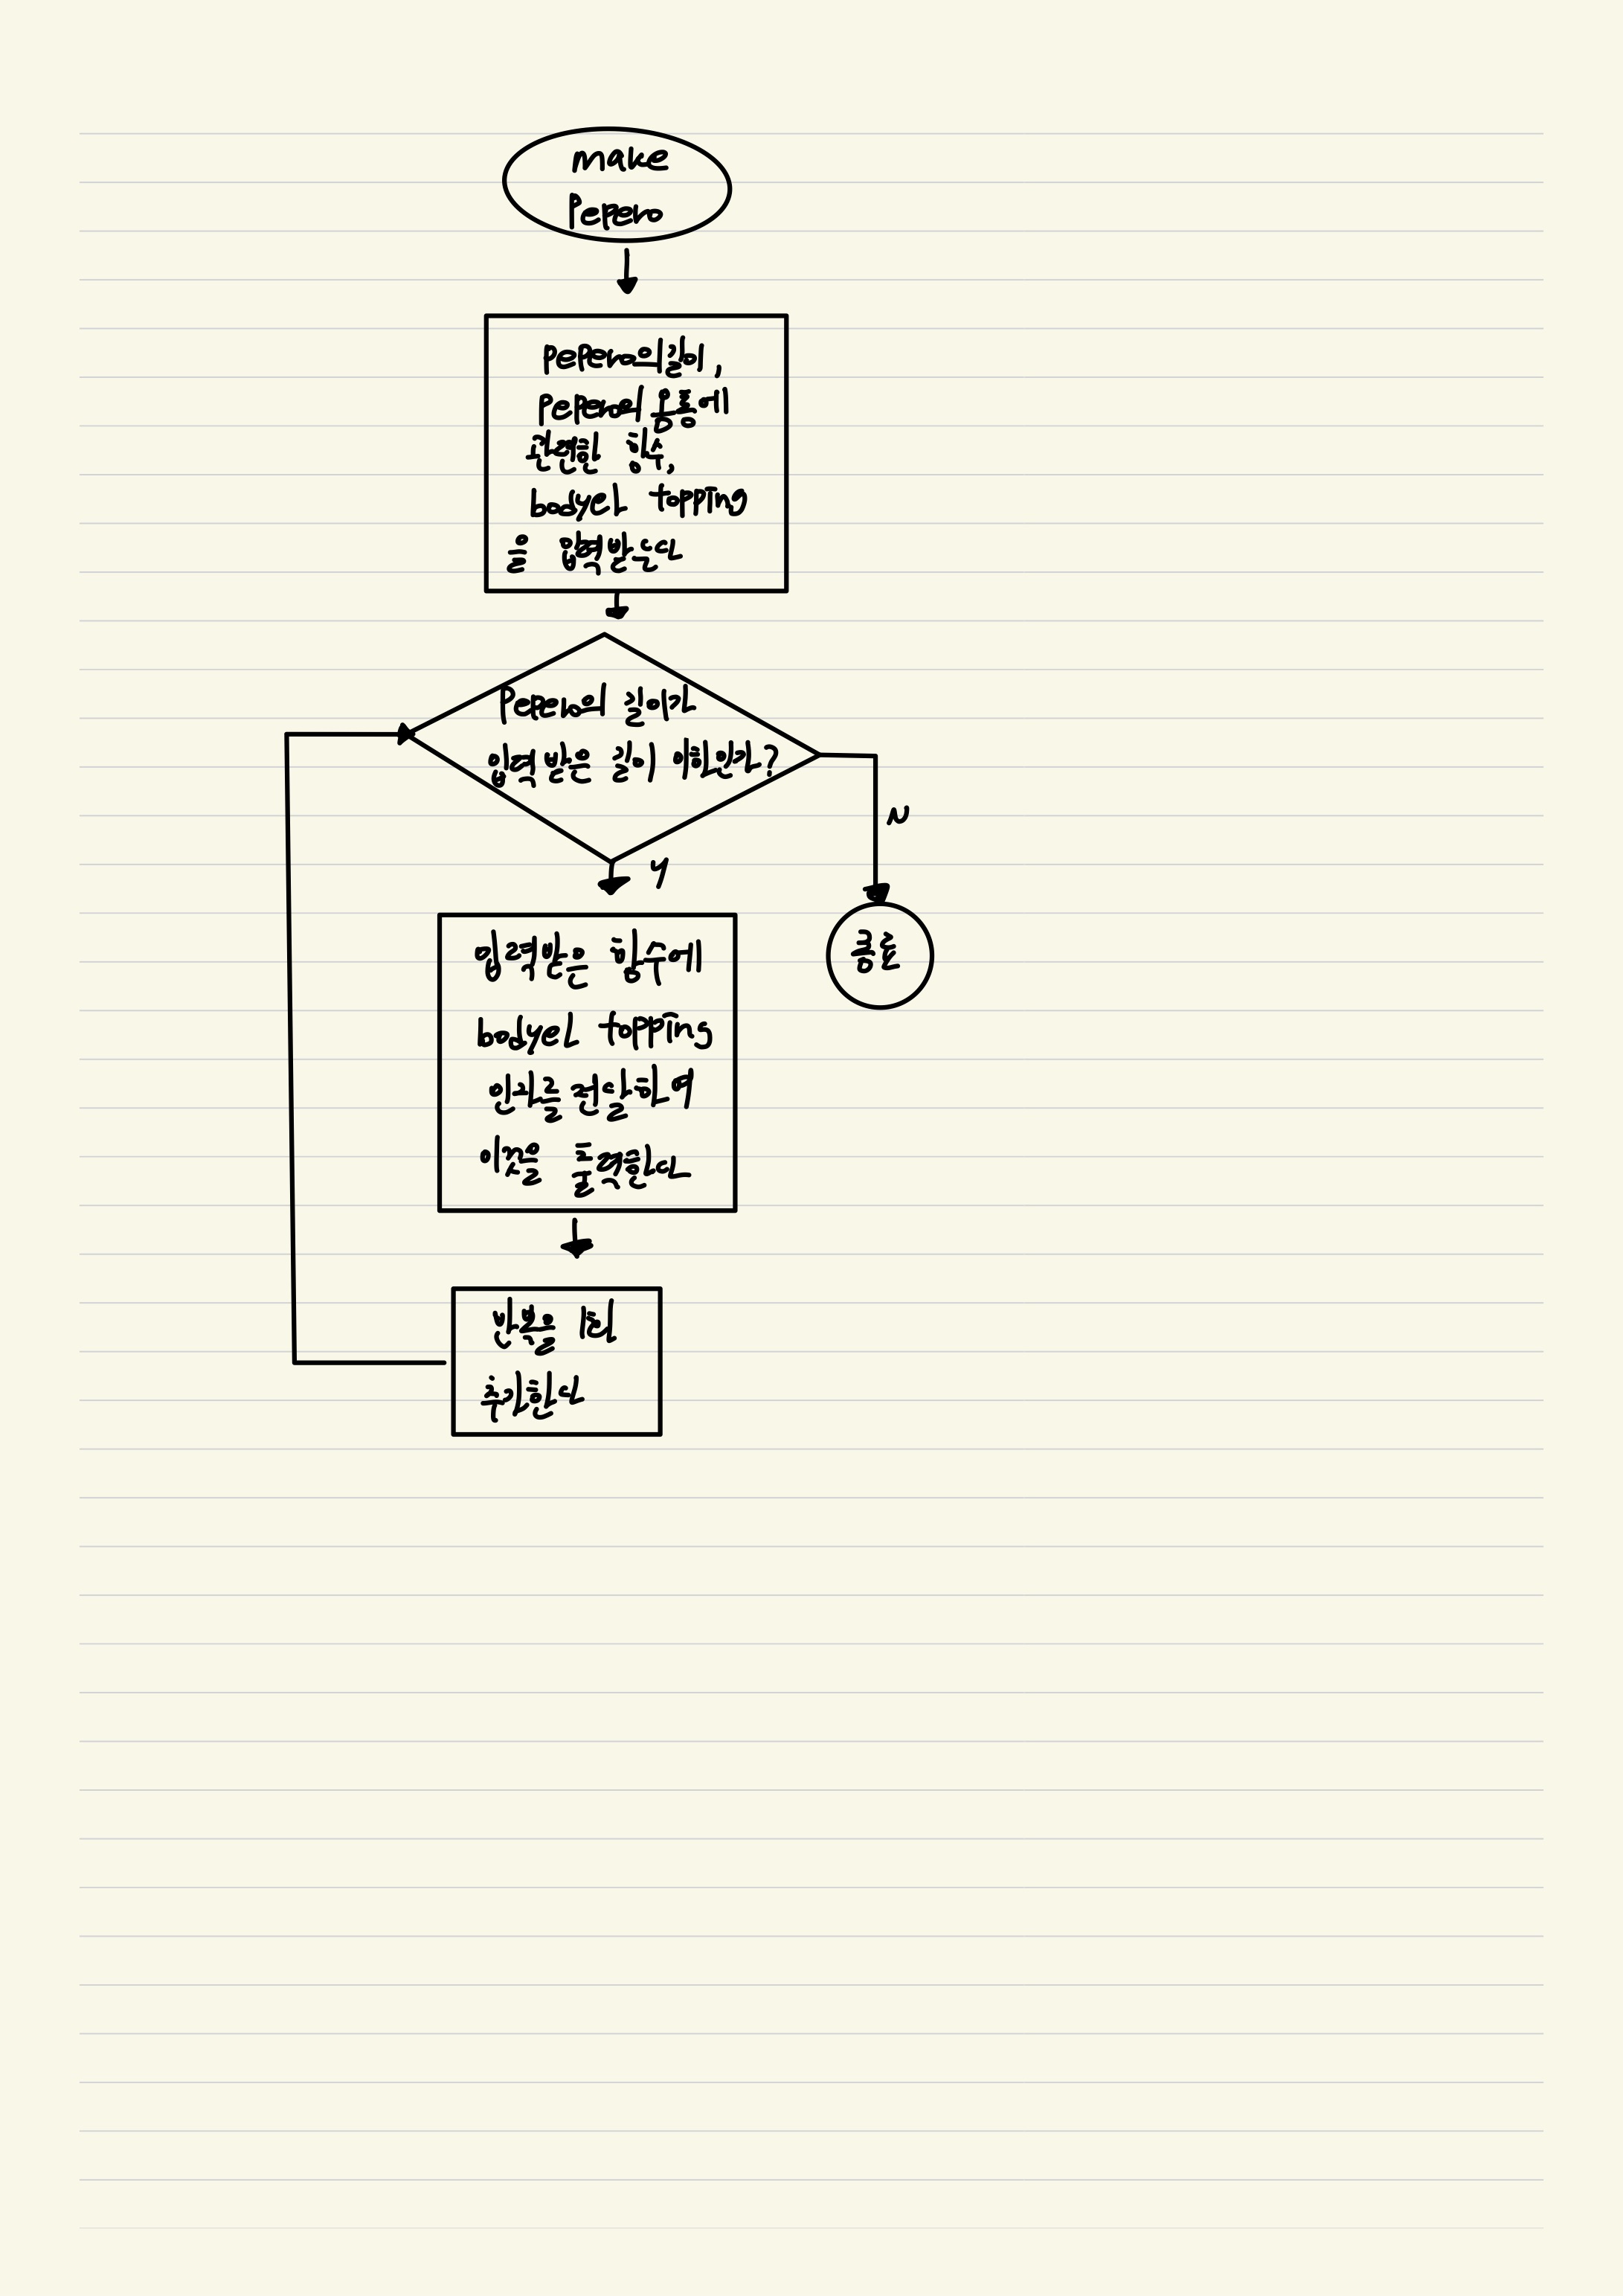 make
Pepero
Pepero의 길이,
Pepero의 응용에
관련한 함수,
body와 topping
을 입력받는다
Pepero의 길이가
입력 받은 길이 이하인가?
N
Y
입력받은 함수에
body와 topping
인자를 전달하여
이것을 출력한다
종료
반복을 1회
추가한다